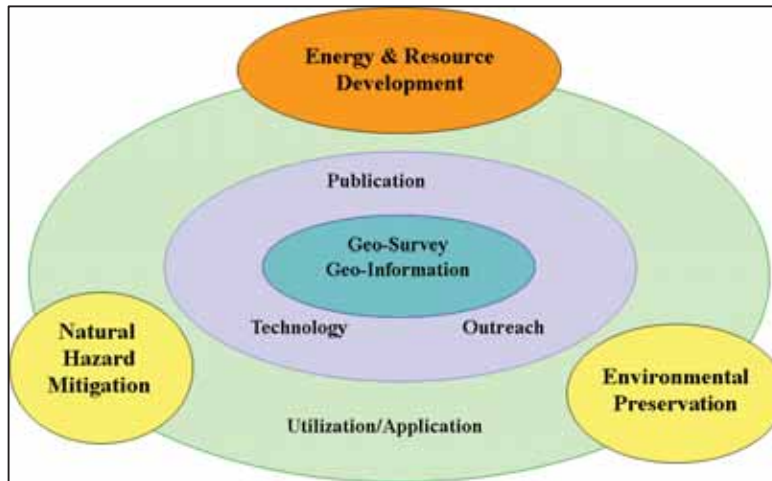 Energy & Resource
Development
Publication
Geo-Survey
Geo-Information
Technology
Outreach
Natural
Hazard
Mitigation
Environmental
Preservation
Utilization/Application